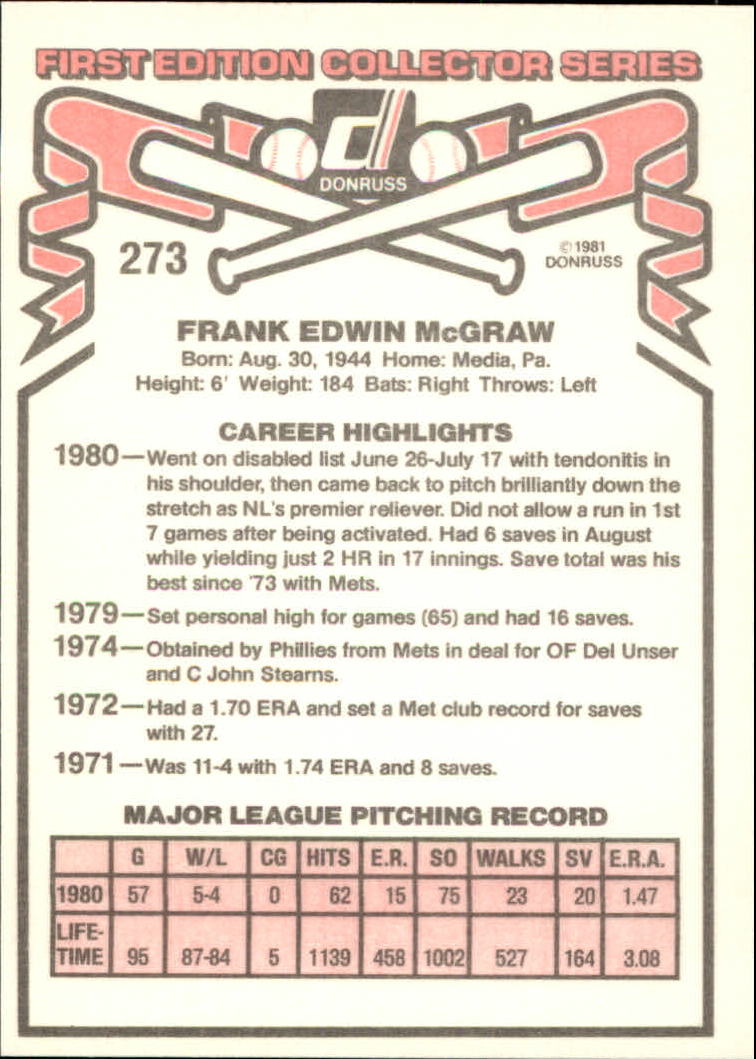 FIRST EDITION COLLECTOR SERIES
d
DONRUSS
273
© 1981
DONRUSS
FRANK EDWIN McGRAW
Born: Aug. 30, 1944 Home: Media, Pa.
Height: 6' Weight: 184 Bats: Right Throws: Left
CAREER HIGHLIGHTS
1980—Went on disabled list June 26-July 17 with tendonitis in
his shoulder, then came back to pitch brilliantly down the
stretch as NL's premier reliever. Did not allow a run in 1st
7 games after being activated. Had 6 saves in August
while yielding just 2 HR in 17 innings. Save total was his
best since '73 with Mets.
1979—Set personal high for games (65) and had 16 saves.
1974—Obtained by Phillies from Mets in deal for OF Del Unser
and C John Stearns.
1972—Had a 1.70 ERA and set a Met club record for saves
with 27.
1971—Was 11-4 with 1.74 ERA and 8 saves.
MAJOR LEAGUE PITCHING RECORD
G W/L CG HITS E.R. SO WALKS SV E.R.A.
1980 57 5-4 0 62 15 75 23 20 1.47
LIFE-
TIME 95 87-84 5 1139 458 1002 527 164 3.08